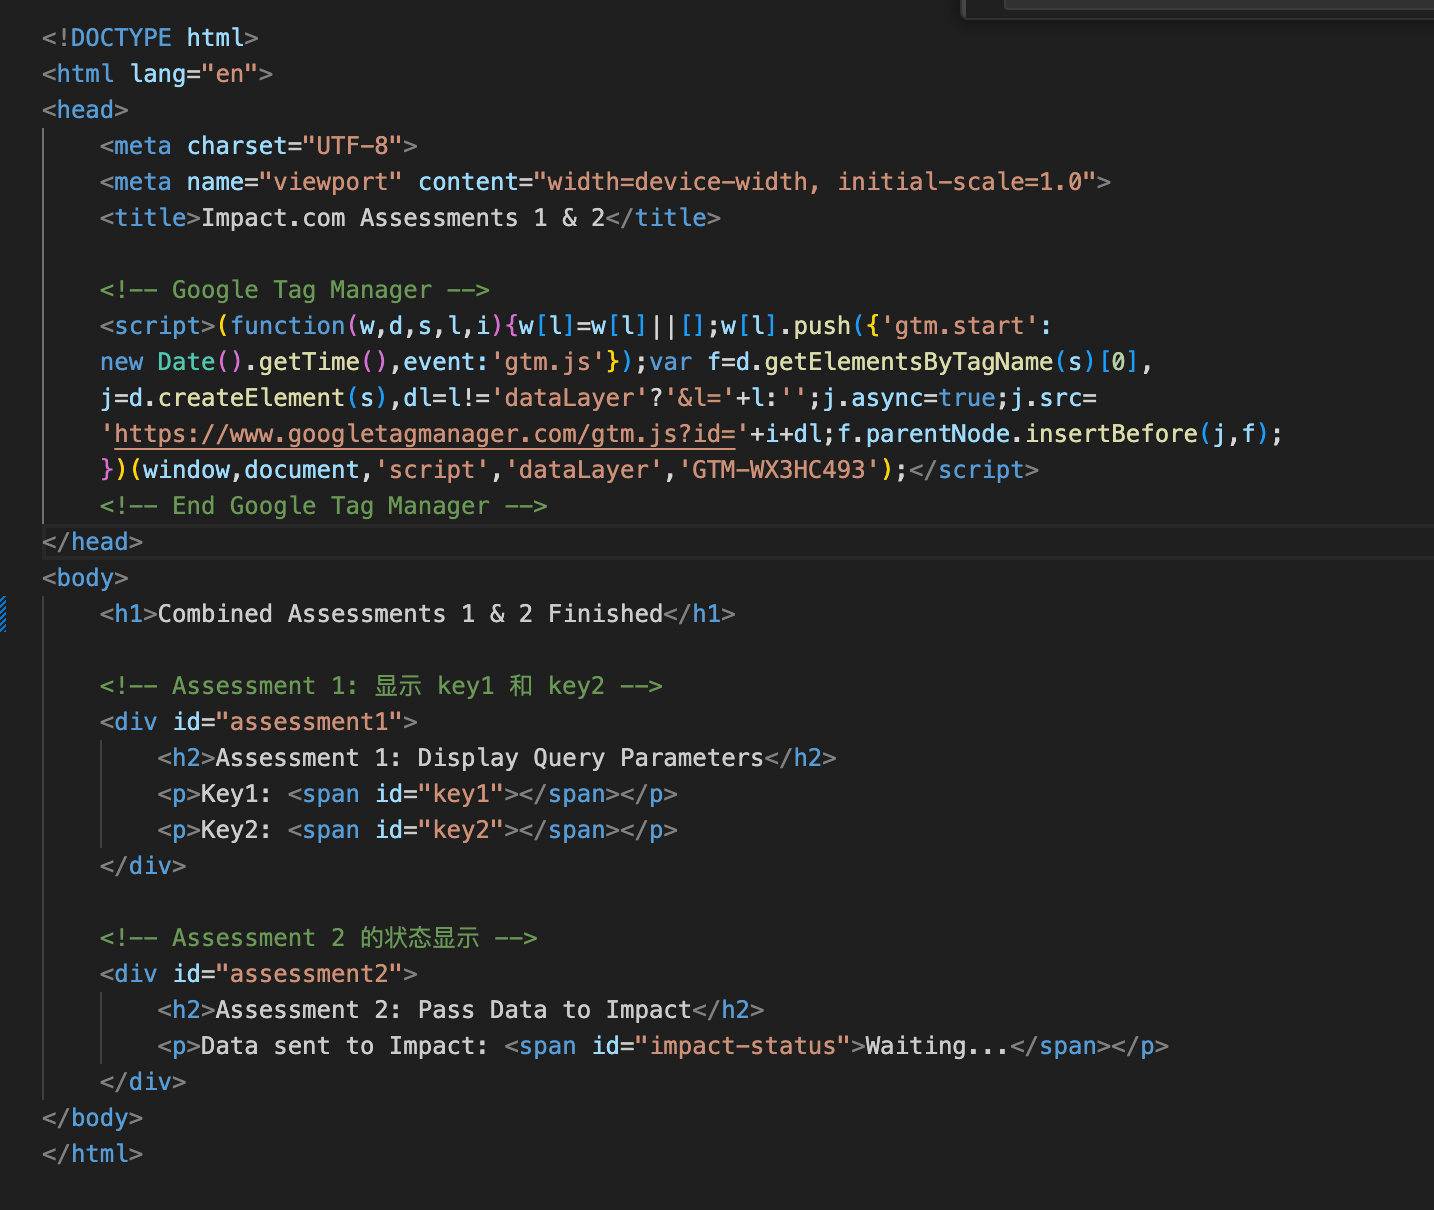 <!DOCTYPE html>
<html lang="en">
<head>
    <meta charset="UTF-8">
    <meta name="viewport" content="width=device-width, initial-scale=1.0">
    <title>Impact.com Assessments 1 & 2</title>

    <!-- Google Tag Manager -->
    <script>(function(w,d,s,l,i){w[l]=w[l]||[];w[l].push({'gtm.start':
    new Date().getTime(),event:'gtm.js'});var f=d.getElementsByTagName(s)[0],
    j=d.createElement(s),dl=l!='dataLayer'?'&l='+l:'';j.async=true;j.src=
    'https://www.googletagmanager.com/gtm.js?id='+i+dl;f.parentNode.insertBefore(j,f);
    })(window,document,'script','dataLayer','GTM-WX3HC493');</script>
    <!-- End Google Tag Manager -->
</head>
<body>
    <h1>Combined Assessments 1 & 2 Finished</h1>

    <!-- Assessment 1: 显示 key1 和 key2 -->
    <div id="assessment1">
        <h2>Assessment 1: Display Query Parameters</h2>
        <p>Key1: <span id="key1"></span></p>
        <p>Key2: <span id="key2"></span></p>
    </div>

    <!-- Assessment 2 的状态显示 -->
    <div id="assessment2">
        <h2>Assessment 2: Pass Data to Impact</h2>
        <p>Data sent to Impact: <span id="impact-status">Waiting...</span></p>
    </div>
</body>
</html>